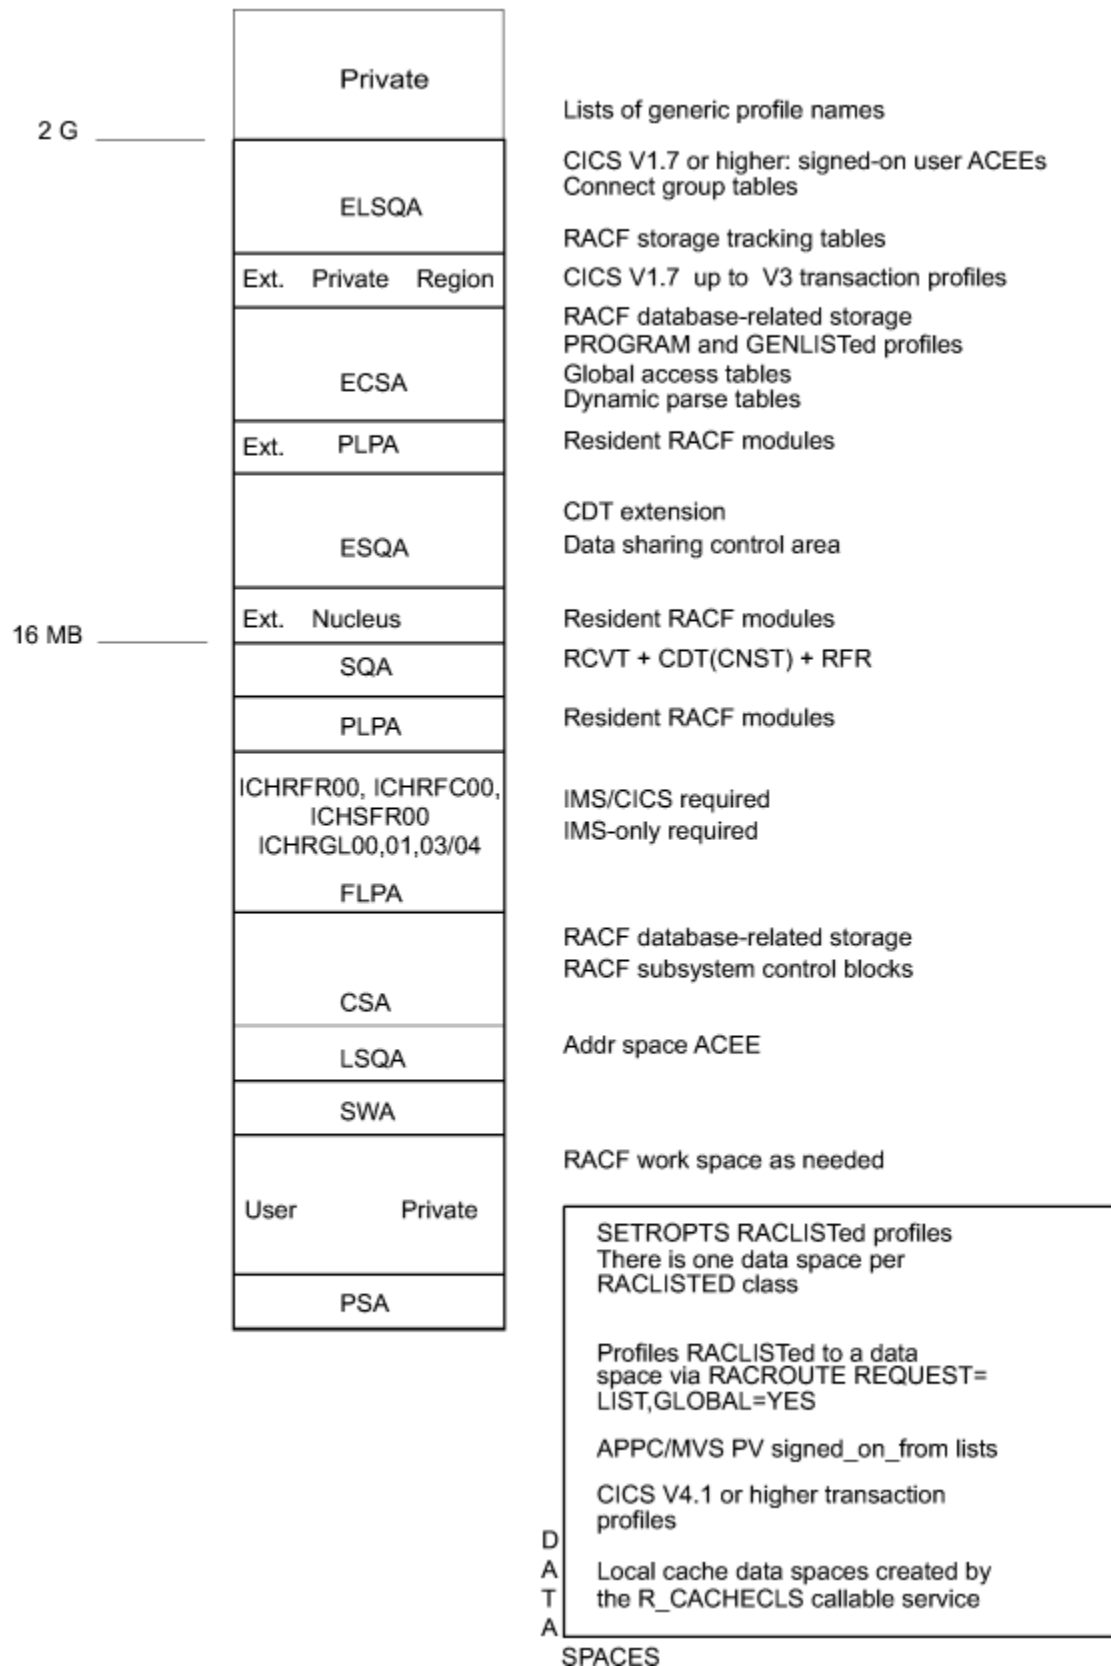 Private
Lists of generic profile names
2 G
CICS V1.7 or higher: signed-on user ACEEs
Connect group tables
ELSQA
RACF storage tracking tables
Ext. Private Region
CICS V1.7 up to V3 transaction profiles
RACF database-related storage
PROGRAM and GENLISTed profiles
Global access tables
ECSA
Dynamic parse tables
Ext. PLPA
Resident RACF modules
CDT extension
ESQA
Data sharing control area
Ext. Nucleus
Resident RACF modules
16 MB
SQA
RCVT + CDT(CNST) + RFR
PLPA
Resident RACF modules
ICHRFR00, ICHRFC00,
ICHSFR00
ICHRGL00,01,03/04
FLPA
IMS/CICS required
IMS-only required
RACF database-related storage
RACF subsystem control blocks
CSA
LSQA
Addr space ACEE
SWA
RACF work space as needed
User Private
PSA
SETROPTS RACLISTed profiles
There is one data space per
RACLISTED class
Profiles RACLISTed to a data
space via RACROUTE REQUEST=
LIST,GLOBAL=YES
APPC/MVS PV signed_on_from lists
CICS V4.1 or higher transaction
profiles
Local cache data spaces created by
the R_CACHECLS callable service
D
A
T
A
SPACES